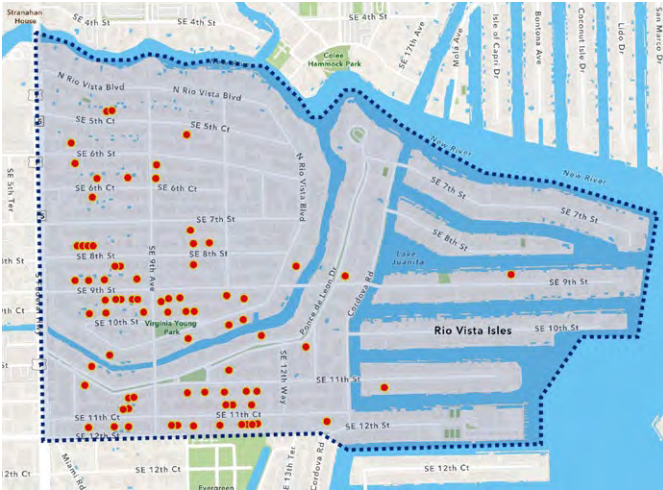 Stranahan
House
SE 4th St
SE 4th St
Colee
Hammock Park
SE 17th Ave
Mola Ave
Isle of Capri Dr
Bontona Ave
Coconut Isle Dr
Lido Dr
San Marco Dr
N Rio Vista Blvd
N Rio Vista Blvd
SE 5th Ct
SE 5th Ct
New River
New River
SE 6th St
N Rio Vista Blvd
SE 5th Ter
SE 6th Ct
SE 6th Ct
SE 7th St
SE 7th St
SE 7th St
SE 8th St
SE 8th St
SE 8th St
SE 9th Ave
Lake
Juanita
SE 9th St
SE 9th St
Ponce de Leon Dr
Cordova Rd
SE 10th St
Virginia Young
Park
Rio Vista Isles
SE 10th St
SE 12th Way
SE 11th St
SE 11th Ct
SE 11th Ct
SE 12th St
SE 12th St
12th Ct
Miami Rd
SE 12th Ct
SE 13th Ter
Cordova Rd
SE 12th Ct
Evergreen